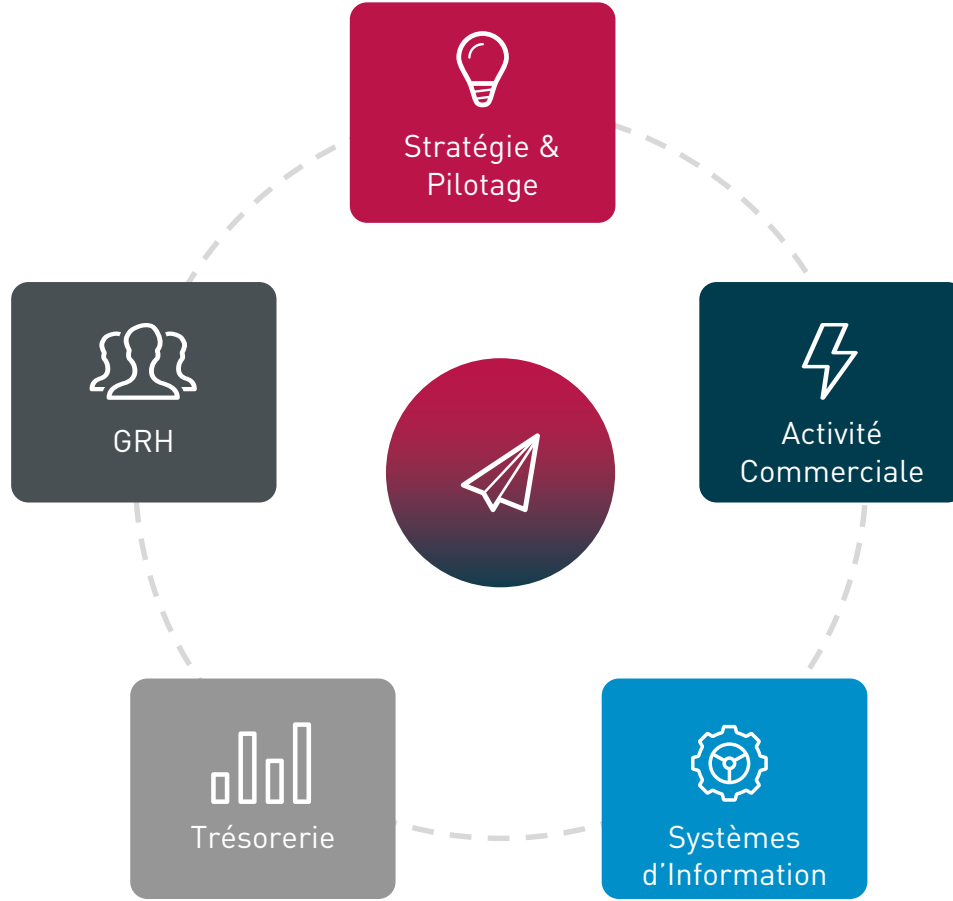 Stratégie &
Pilotage
GRH
Activité
Commerciale
Trésorerie
Systèmes
d'Information